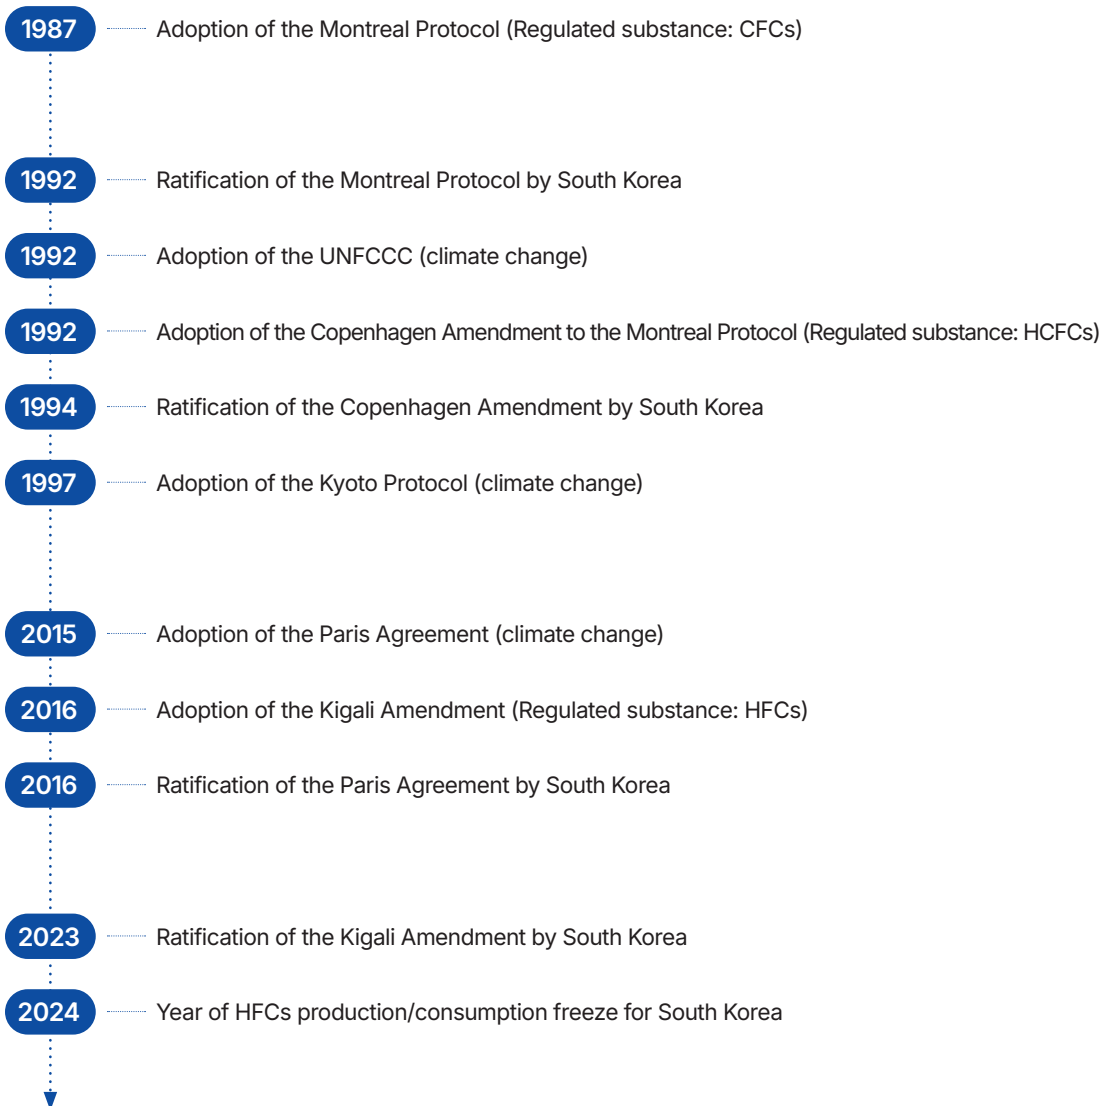 1987 Adoption of the Montreal Protocol (Regulated substance: CFCs)
1992 Ratification of the Montreal Protocol by South Korea
1992 Adoption of the UNFCCC (climate change)
1992 Adoption of the Copenhagen Amendment to the Montreal Protocol (Regulated substance: HCFCs)
1994 Ratification of the Copenhagen Amendment by South Korea
1997 Adoption of the Kyoto Protocol (climate change)
2015 Adoption of the Paris Agreement (climate change)
2016 Adoption of the Kigali Amendment (Regulated substance: HFCs)
2016 Ratification of the Paris Agreement by South Korea
2023 Ratification of the Kigali Amendment by South Korea
2024 Year of HFCs production/consumption freeze for South Korea